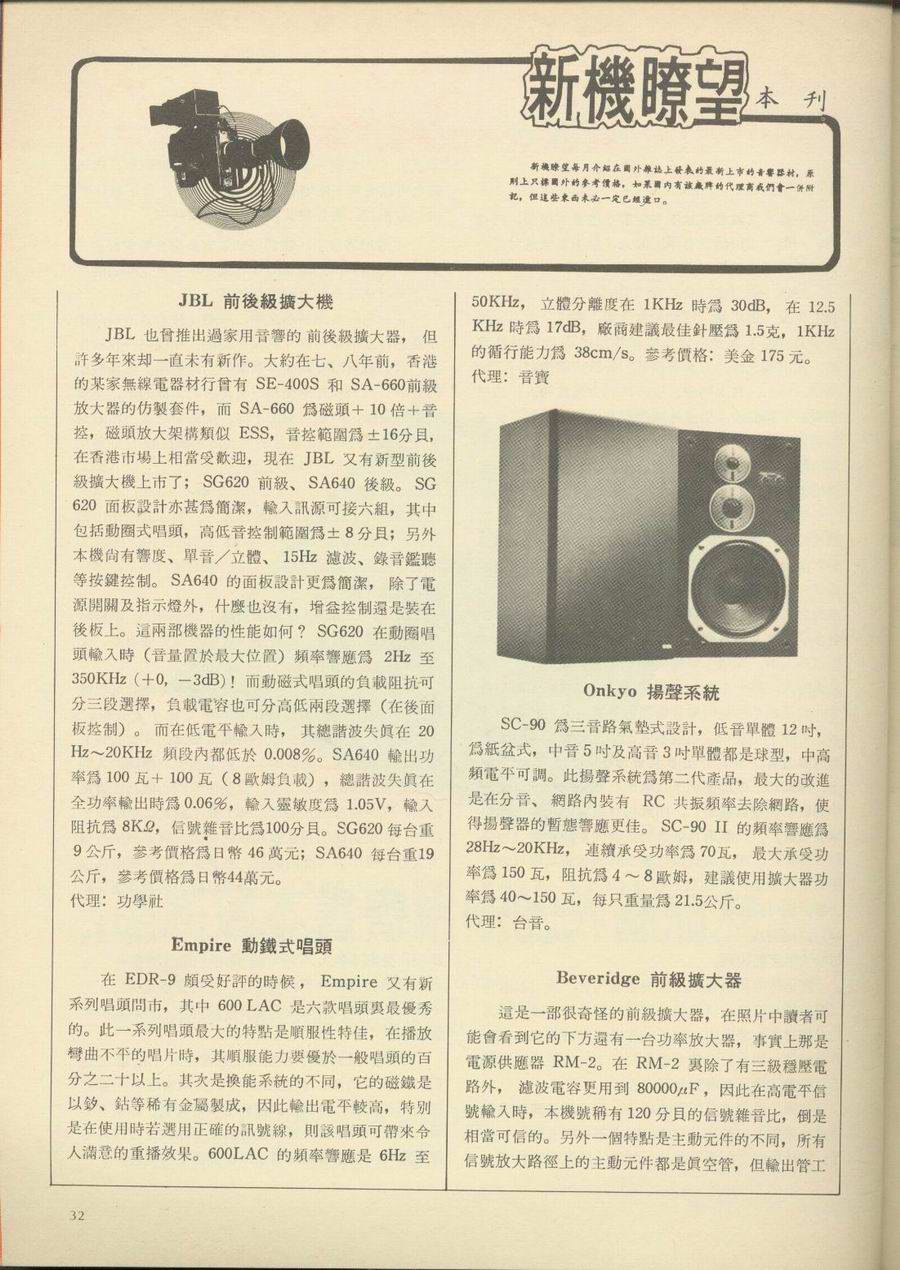 新機瞭望 本刊
新機瞭望每月介紹在國外雜誌上發表的最新上市的音響器材，原
則上只標國外的參考價格，如果國內有該廠牌的代理商我們會一併附
記，但這些東西未必一定已經進口。
JBL 前後級擴大機
JBL 也曾推出過家用音響的前後級擴大器， 但
許多年來却一直未有新作。大約在七、八年前，香港
的某家無線電器材行曾有 SE-400S 和 SA-660前級
放大器的仿製套件，而 SA-660 爲磁頭＋10 倍＋音
控，磁頭放大架構類似 ESS，音控範圍爲±16分貝，
在香港市場上相當受歡迎，現在 JBL 又有新型前後
級擴大機上市了； SG620 前級、SA640 後級。 SG
620 面板設計亦甚爲簡潔，輸入訊源可接六組，其中
包括動圈式唱頭，高低音控制範圍爲± 8 分貝；另外
本機尙有響度、單音／立體、 15Hz 濾波、錄音鑑聽
等按鍵控制。 SA640 的面板設計更爲簡潔， 除了電
源開關及指示燈外，什麼也沒有，增益控制還是裝在
後板上。這兩部機器的性能如何？ SG620 在動圈唱
頭輸入時（音量置於最大位置）頻率響應爲 2Hz 至
350KHz（＋0，－3dB）！而動磁式唱頭的負載阻抗可
分三段選擇，負載電容也可分高低兩段選擇（在後面
板控制）。 而在低電平輸入時， 其總諧波失眞在 20
Hz～20KHz 頻段內都低於 0.008%。SA640 輸出功
率爲 100 瓦＋ 100 瓦（8 歐姆負載），總諧波失眞在
全功率輸出時爲 0.06%，輸入靈敏度爲 1.05V，輸入
阻抗爲 8KΩ，信號雜音比爲100分貝。SG620 每台重
9 公斤，參考價格爲日幣 46 萬元；SA640 每台重19
公斤，參考價格爲日幣44萬元。
代理：功學社
Empire 動鐵式唱頭
在 EDR-9 頗受好評的時候， Empire 又有新
系列唱頭問市，其中 600 LAC 是六款唱頭裏最優秀
的。此一系列唱頭最大的特點是順服性特佳，在播放
彎曲不平的唱片時，其順服能力要優於一般唱頭的百
分之二十以上。其次是換能系統的不同，它的磁鐵是
以釤、鈷等稀有金屬製成，因此輸出電平較高，特別
是在使用時若選用正確的訊號線，則該唱頭可帶來令
人滿意的重播效果。600LAC 的頻率響應是 6Hz 至
50KHz， 立體分離度在 1KHz 時爲 30dB， 在 12.5
KHz 時爲 17dB，廠商建議最佳針壓爲 1.5克，1KHz
的循行能力爲 38cm/s。參考價格：美金 175 元。
代理：音寶
Onkyo 揚聲系統
SC-90 爲三音路氣墊式設計，低音單體 12 吋，
爲紙盆式，中音 5 吋及高音 3 吋單體都是球型，中高
頻電平可調。此揚聲系統爲第二代產品，最大的改進
是在分音、網路內裝有 RC 共振頻率去除網路，使
得揚聲器的暫態響應更佳。 SC-90 II 的頻率響應爲
28Hz～20KHz， 連續承受功率爲 70瓦， 最大承受功
率爲 150 瓦，阻抗爲 4 ～ 8 歐姆，建議使用擴大器功
率爲 40～150 瓦，每只重量爲 21.5公斤。
代理：台音。
Beveridge 前級擴大器
這是一部很奇怪的前級擴大器，在照片中讀者可
能會看到它的下方還有一台功率放大器，事實上那是
電源供應器 RM-2。在 RM-2 裏除了有三級穩壓電
路外， 濾波電容更用到 80000μF，因此在高電平信
號輸入時，本機號稱有 120 分貝的信號雜音比，倒是
相當可信的。另外一個特點是主動元件的不同，所有
信號放大路徑上的主動元件都是眞空管，但輸出管工
32